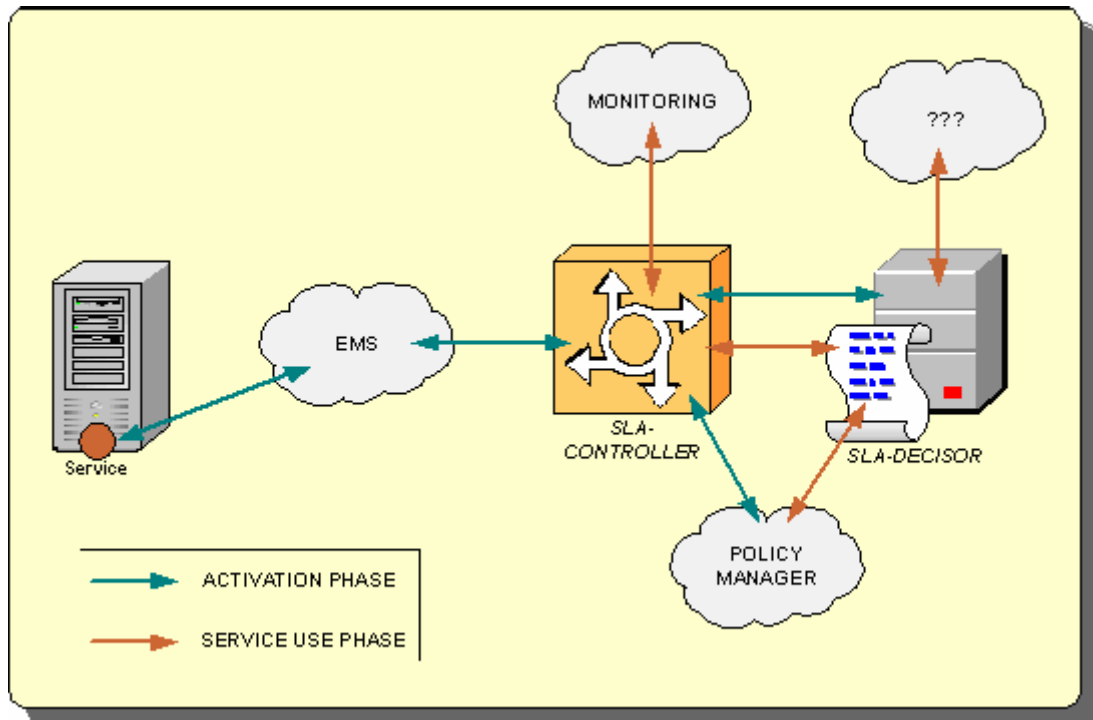 MONITORING
???
EMS
Service
SLA-
CONTROLLER
SLA-DECISOR
POLICY
MANAGER
ACTIVATION PHASE
SERVICE USE PHASE